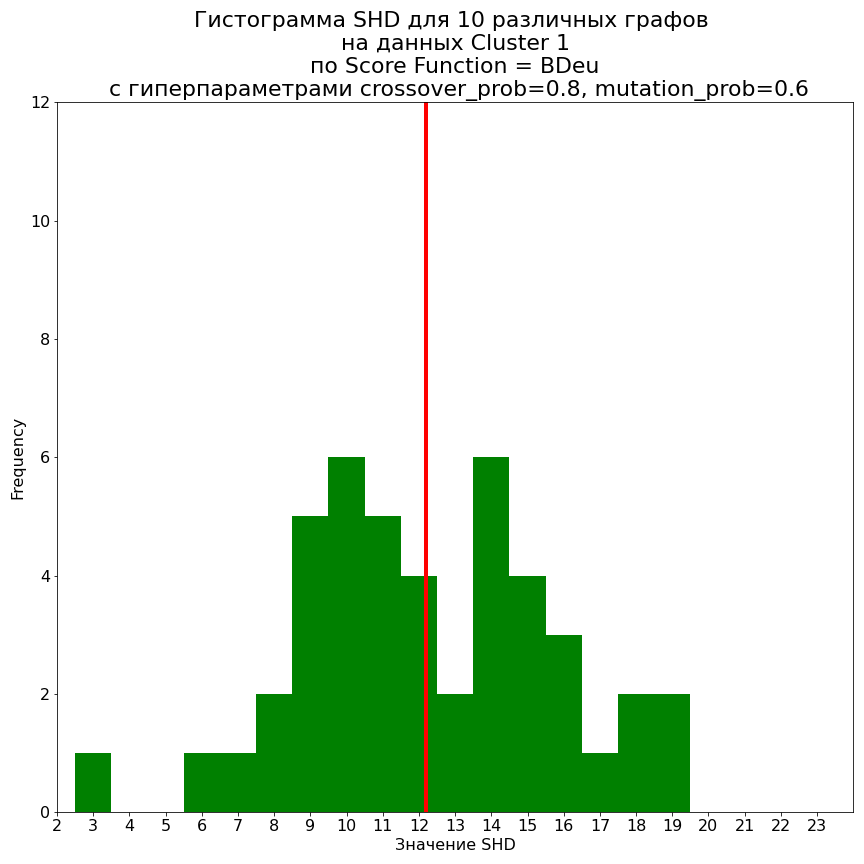 Гистограмма SHD для 10 различных графов
на данных Cluster 1
по Score Function = BDeu
с гиперпараметрами crossover_prob=0.8, mutation_prob=0.6
12
10
8
6
4
2
0
Frequency
2 3 4 5 6 7 8 9 10 11 12 13 14 15 16 17 18 19 20 21 22 23
Значение SHD